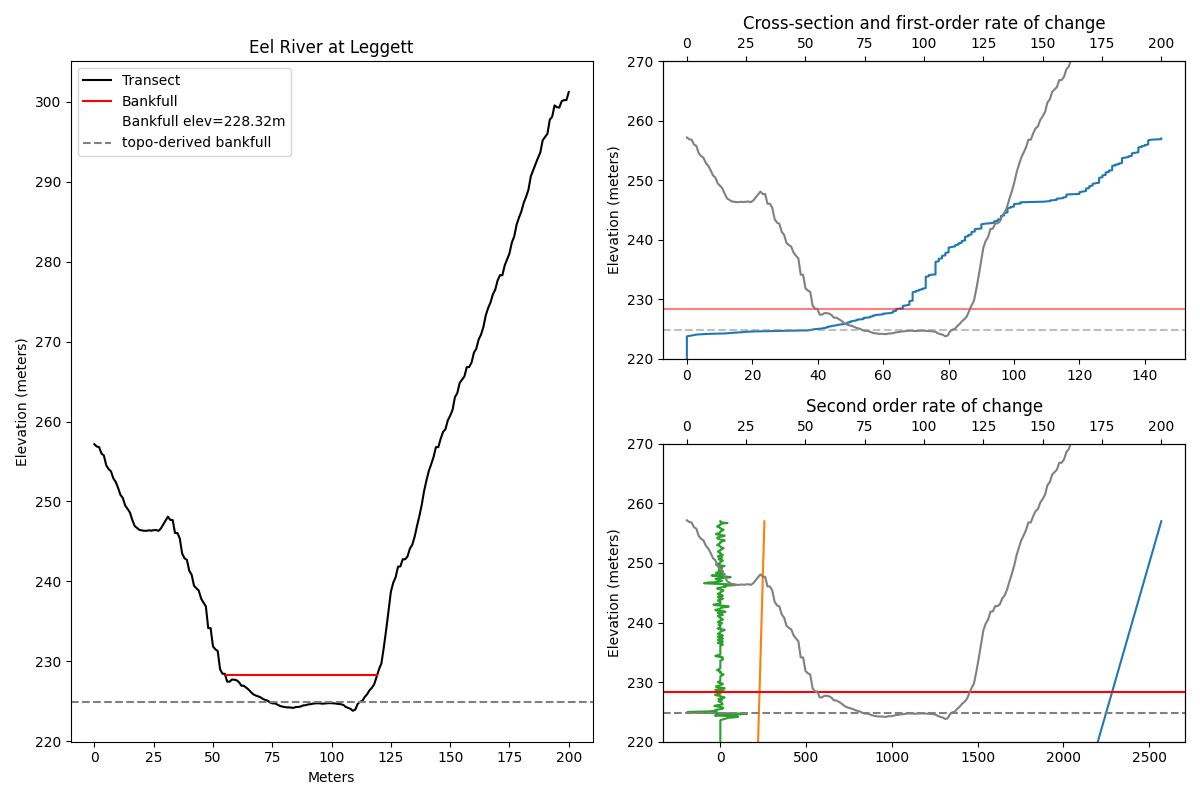 Eel River at Leggett
Transect
Bankfull
Bankfull elev=228.32m
topo-derived bankfull
300
290
280
270
260
250
240
230
220
Elevation (meters)
0 25 50 75 100 125 150 175 200
Meters
Cross-section and first-order rate of change
0 25 50 75 100 125 150 175 200
270
260
250
240
230
220
Elevation (meters)
0 20 40 60 80 100 120 140
Second order rate of change
0 25 50 75 100 125 150 175 200
270
260
250
240
230
220
Elevation (meters)
0 500 1000 1500 2000 2500